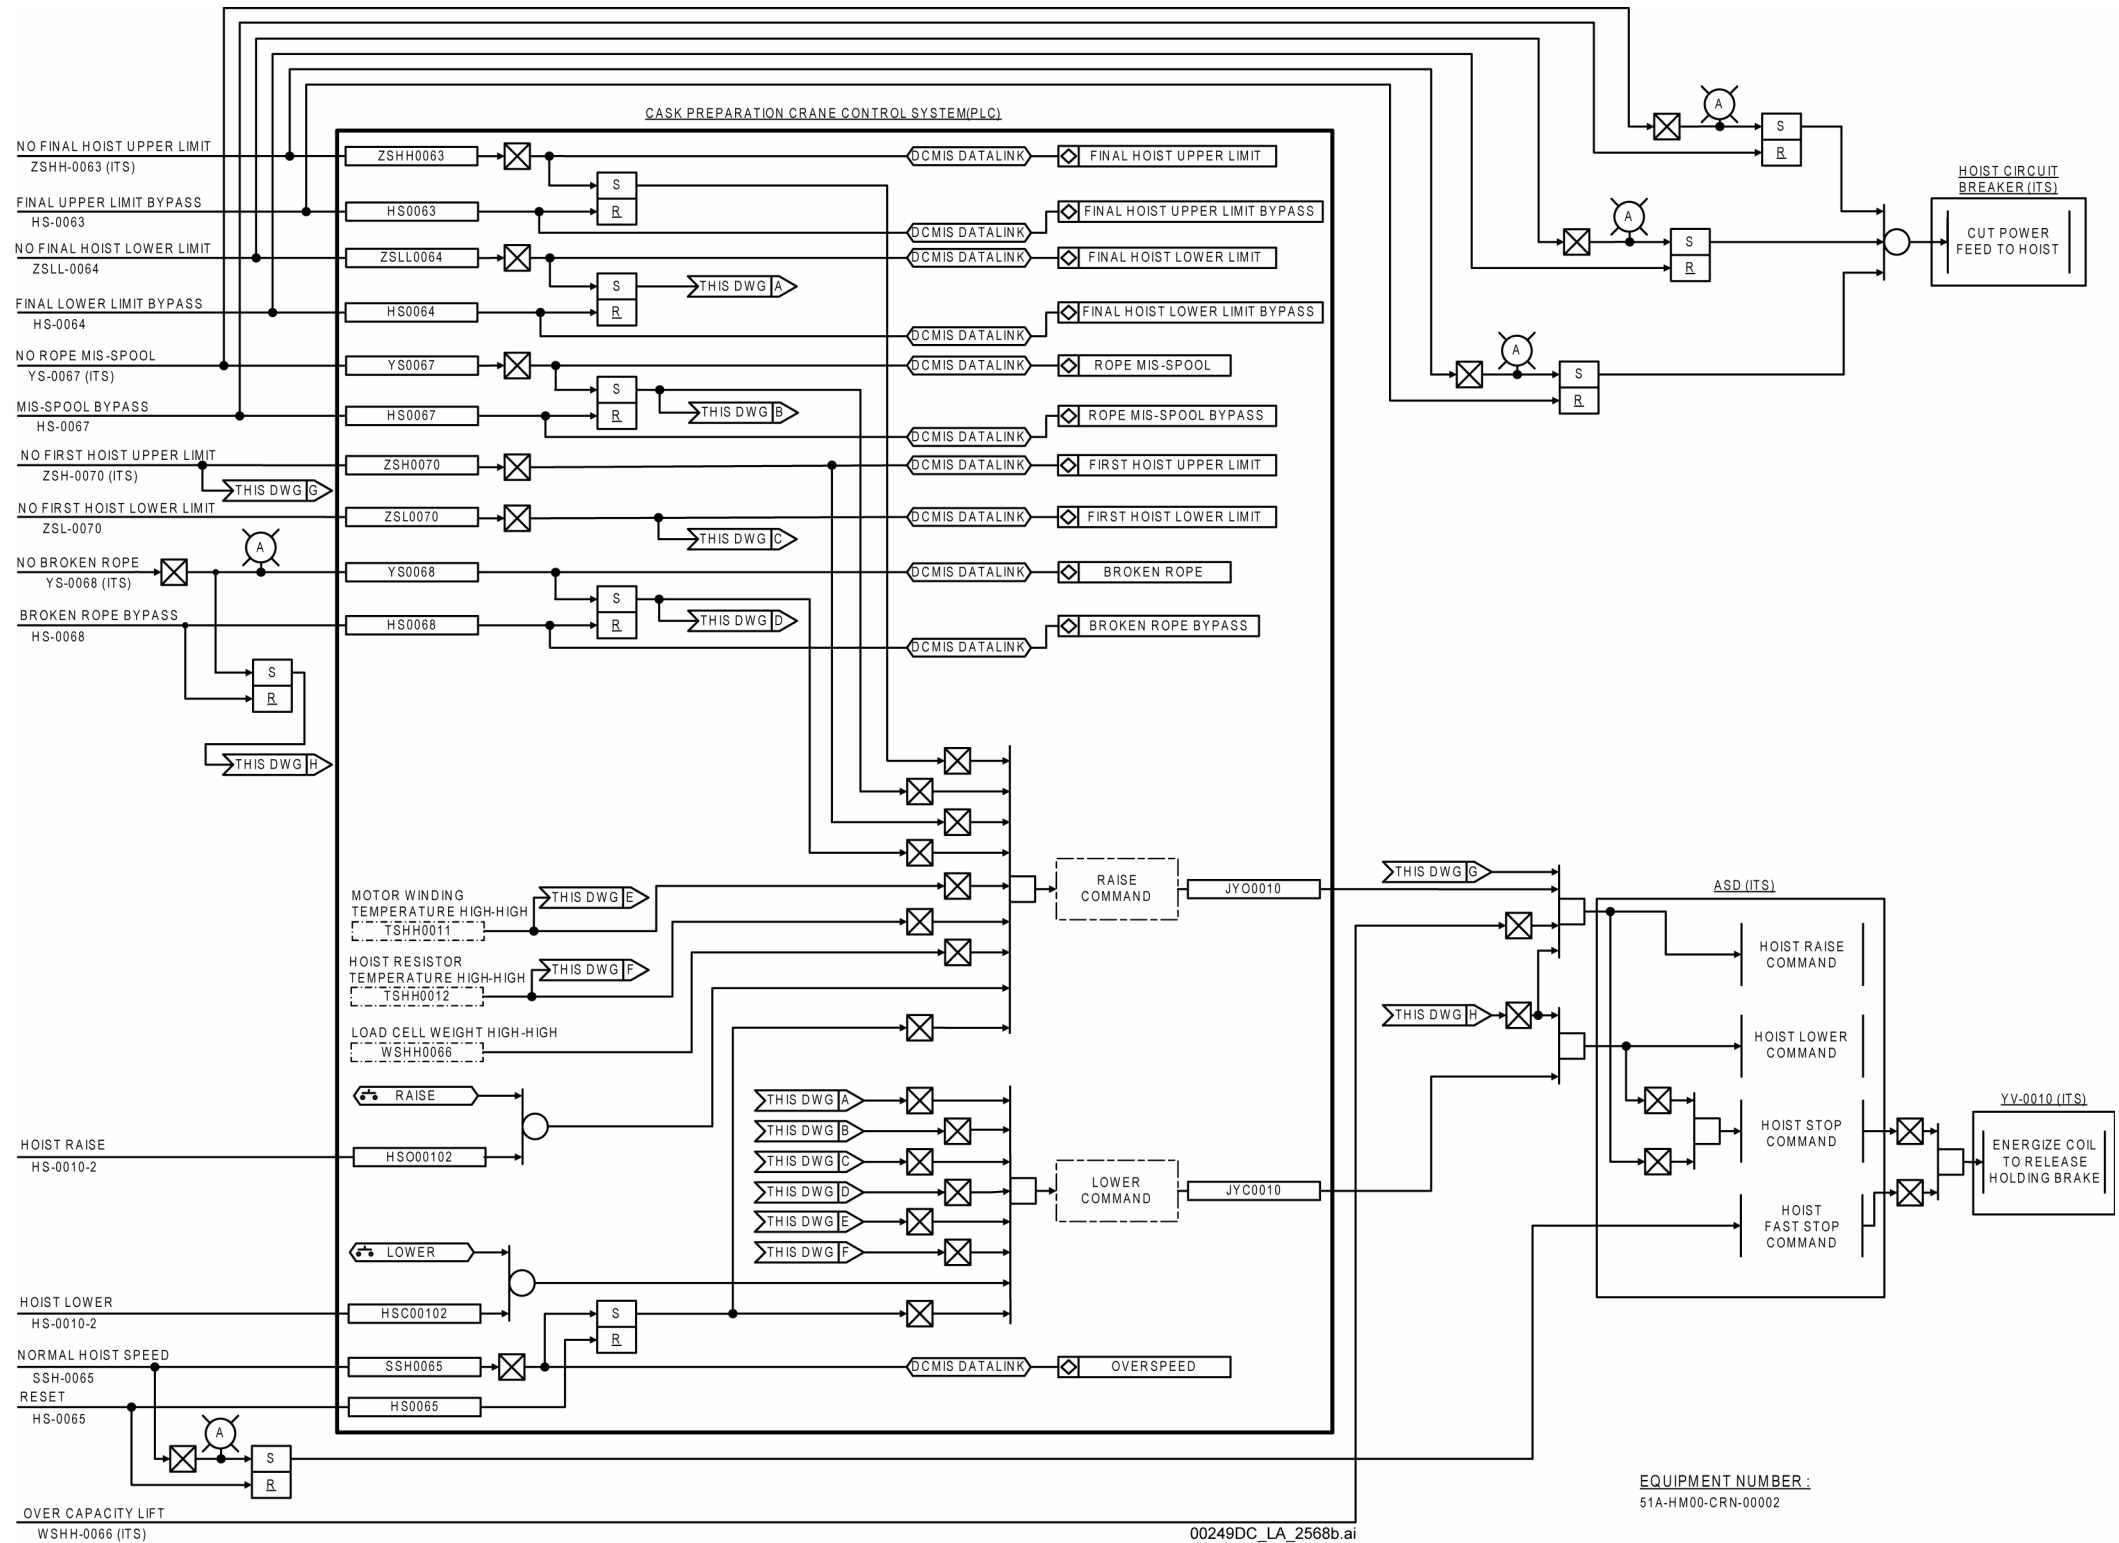 CASK PREPARATION CRANE CONTROL SYSTEM(PLC)
NO FINAL HOIST UPPER LIMIT
ZSHH-0063 (ITS)
ZSHH0063
DCMIS DATALINK
FINAL HOIST UPPER LIMIT
S
R
FINAL UPPER LIMIT BYPASS
HS-0063
HS0063
DCMIS DATALINK
FINAL HOIST UPPER LIMIT BYPASS
NO FINAL HOIST LOWER LIMIT
ZSLL-0064
ZSLL0064
DCMIS DATALINK
FINAL HOIST LOWER LIMIT
S
R
THIS DWG A
FINAL LOWER LIMIT BYPASS
HS-0064
HS0064
DCMIS DATALINK
FINAL HOIST LOWER LIMIT BYPASS
NO ROPE MIS-SPOOL
YS-0067 (ITS)
YS0067
DCMIS DATALINK
ROPE MIS-SPOOL
S
R
THIS DWG B
MIS-SPOOL BYPASS
HS-0067
HS0067
DCMIS DATALINK
ROPE MIS-SPOOL BYPASS
NO FIRST HOIST UPPER LIMIT
ZSH-0070 (ITS)
THIS DWG G
ZSH0070
DCMIS DATALINK
FIRST HOIST UPPER LIMIT
NO FIRST HOIST LOWER LIMIT
ZSL-0070
ZSL0070
THIS DWG C
DCMIS DATALINK
FIRST HOIST LOWER LIMIT
NO BROKEN ROPE
YS-0068 (ITS)
A
YS0068
DCMIS DATALINK
BROKEN ROPE
S
R
THIS DWG D
BROKEN ROPE BYPASS
HS-0068
HS0068
DCMIS DATALINK
BROKEN ROPE BYPASS
S
R
THIS DWG H
A
S
R
A
S
R
A
S
R
HOIST CIRCUIT
BREAKER (ITS)
CUT POWER
FEED TO HOIST
MOTOR WINDING
TEMPERATURE HIGH-HIGH
TSHH0011
THIS DWG E
HOIST RESISTOR
TEMPERATURE HIGH-HIGH
TSHH0012
THIS DWG F
LOAD CELL WEIGHT HIGH-HIGH
WSHH0066
RAISE
COMMAND
JYO0010
RAISE
HOIST RAISE
HS-0010-2
HSO00102
THIS DWG A
THIS DWG B
THIS DWG C
THIS DWG D
THIS DWG E
THIS DWG F
LOWER
COMMAND
JYC0010
LOWER
HOIST LOWER
HS-0010-2
HSC00102
S
R
NORMAL HOIST SPEED
SSH-0065
SSH0065
DCMIS DATALINK
OVERSPEED
RESET
HS-0065
HS0065
A
S
R
OVER CAPACITY LIFT
WSHH-0066 (ITS)
THIS DWG G
THIS DWG H
ASD (ITS)
HOIST RAISE
COMMAND
HOIST LOWER
COMMAND
HOIST STOP
COMMAND
HOIST
FAST STOP
COMMAND
YV-0010 (ITS)
ENERGIZE COIL
TO RELEASE
HOLDING BRAKE
EQUIPMENT NUMBER :
51A-HM00-CRN-00002
00249DC_LA_2568b.ai